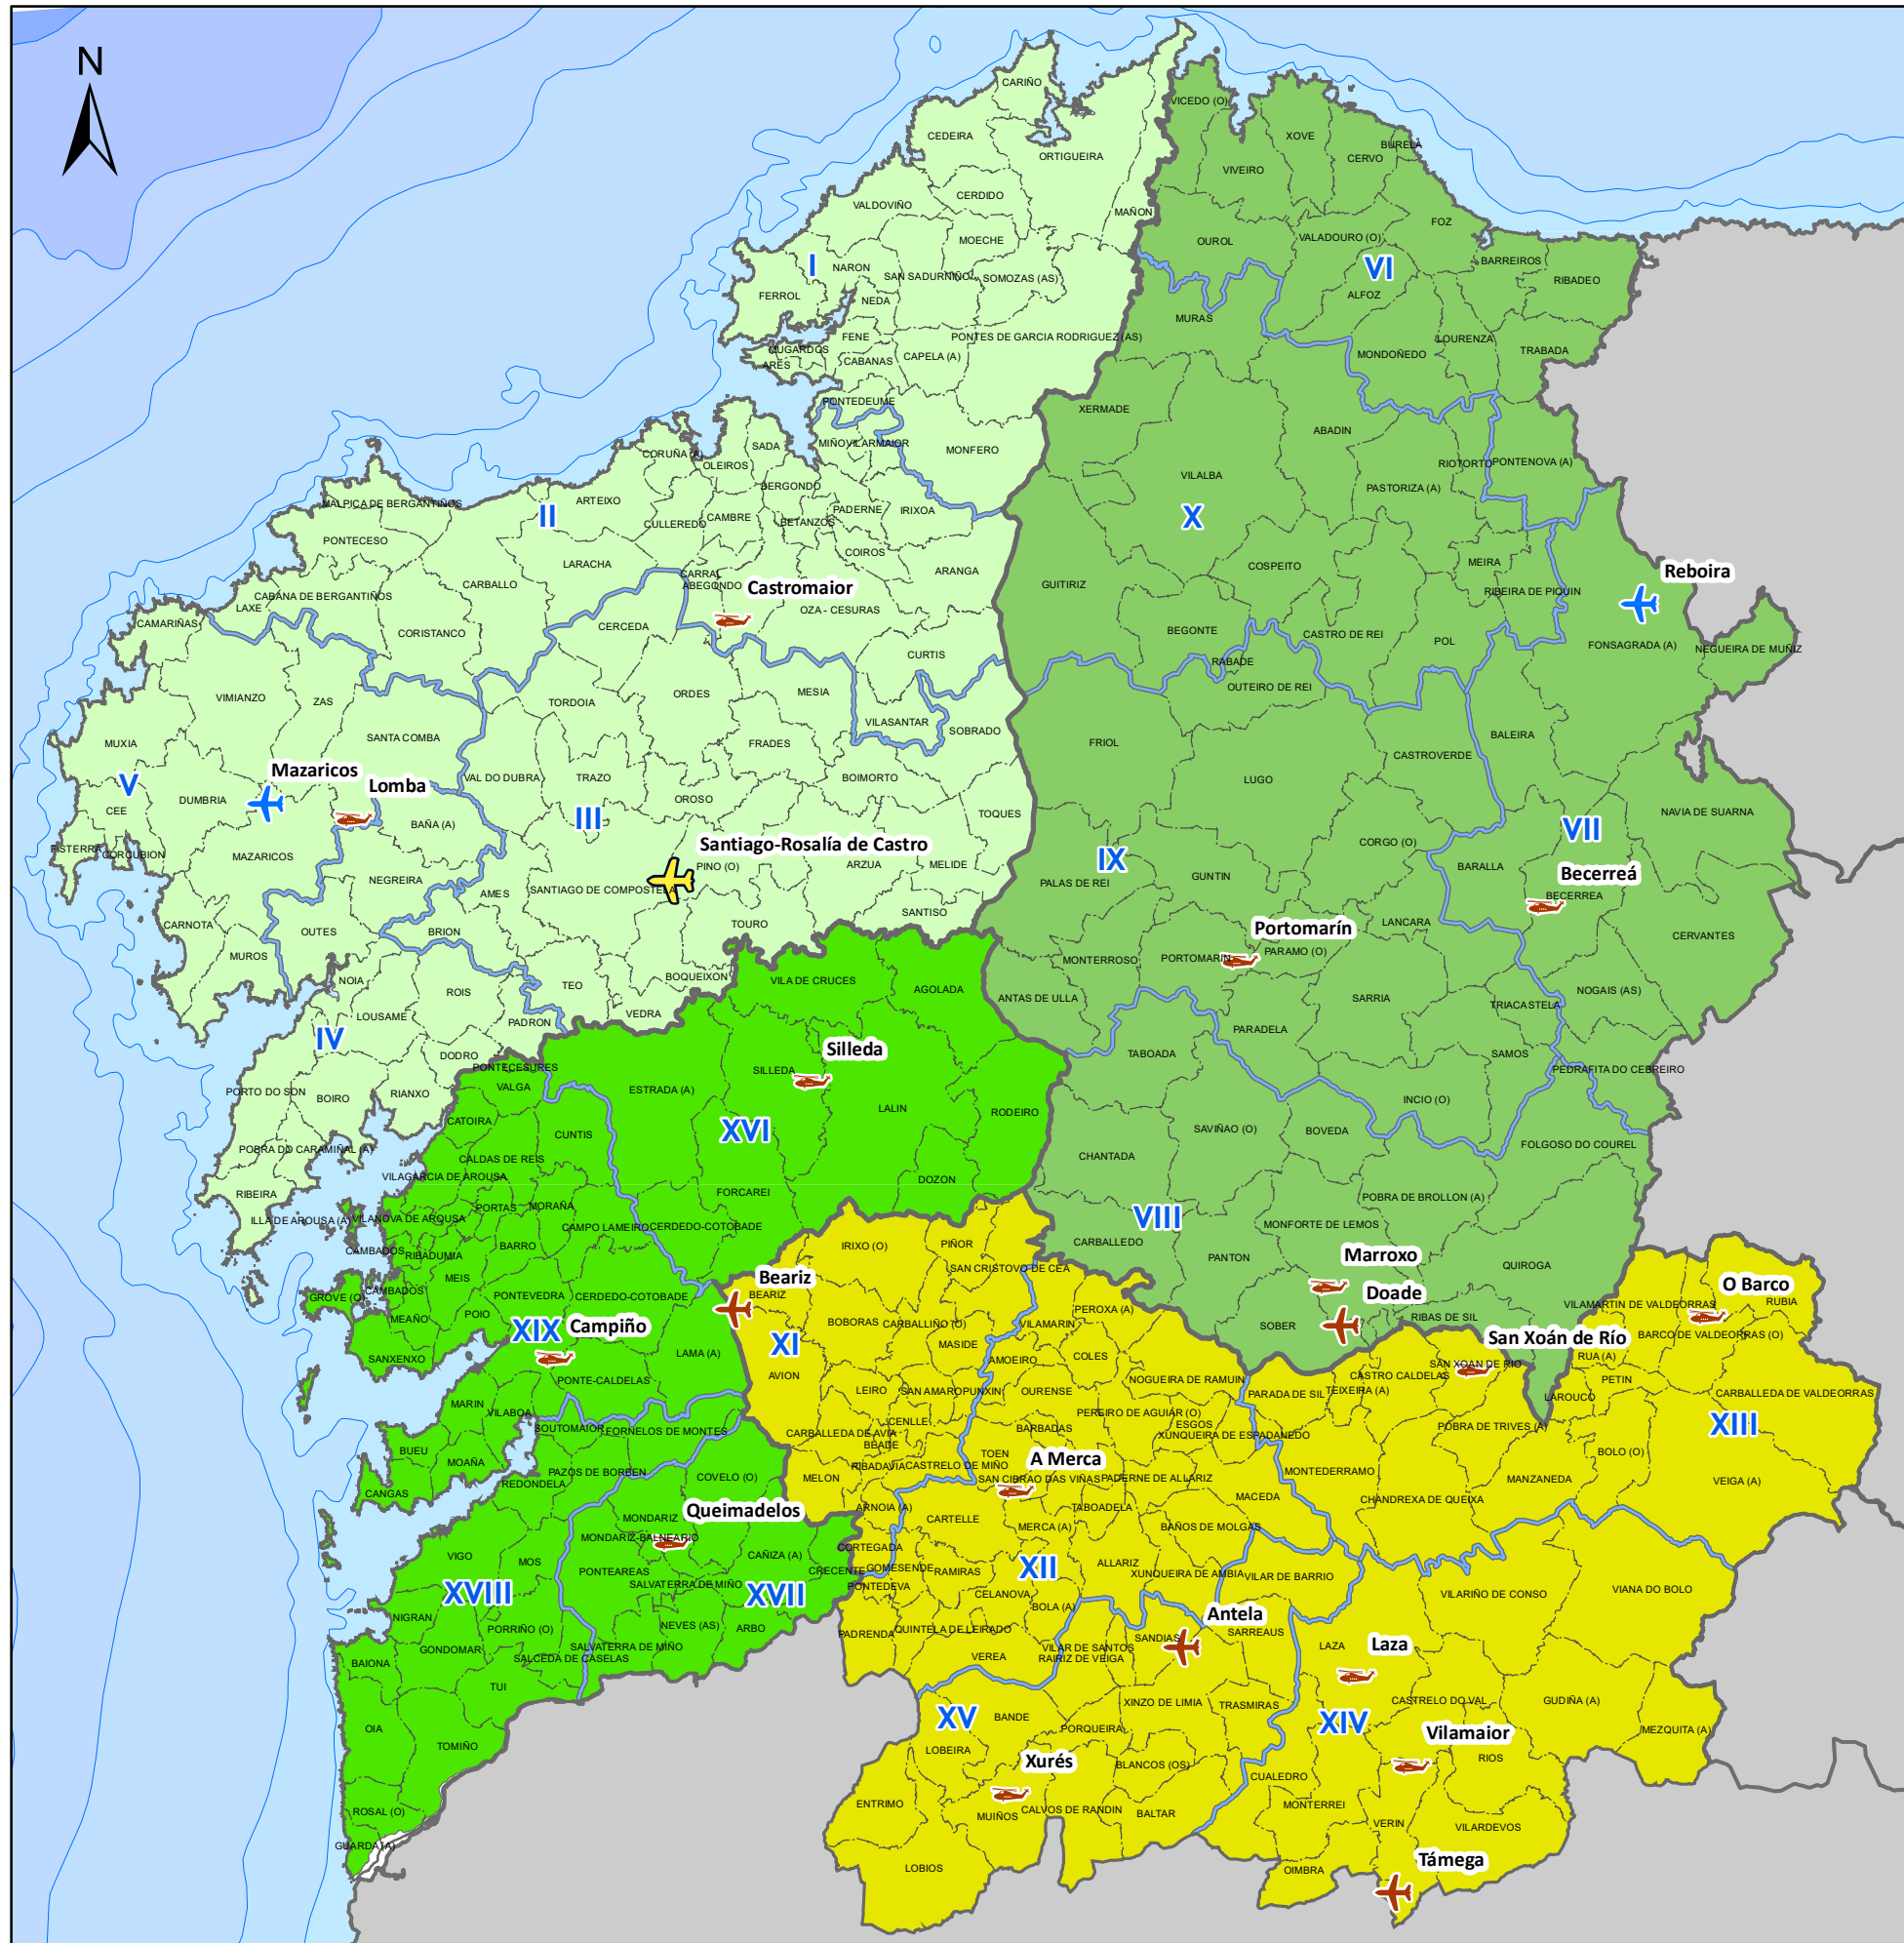 N
CARIÑO
CEDEIRA
ORTIGUEIRA
CERDIDO
VALDOVIÑO
MAÑON
MOECHE
I
NARON
SAN SADURNIÑO
SOMOZAS (AS)
FERROL
NEDA
FENE
PONTES DE GARCIA RODRIGUEZ (AS)
MUGARDOS
ARES
CABANAS
CAPELA (A)
PONTEDEUME
MIÑO
VILARMAIOR
MONFERO
VICEDO (O)
XOVE
BURELA
CERVO
VIVEIRO
FOZ
OUROL
VALADOURO (O)
VI
BARREIROS
RIBADEO
ALFOZ
MURAS
LOURENZA
TRABADA
MONDOÑEDO
XERMADE
ABADIN
RIOTORTO
PONTENOVA (A)
VILALBA
PASTORIZA (A)
X
MEIRA
COSPEITO
GUITIRIZ
RIBEIRA DE PIQUIN
Reboira
BEGONTE
CASTRO DE REI
POL
FONSAGRADA (A)
NEGUEIRA DE MUÑIZ
RABADE
OUTEIRO DE REI
SADA
CORUÑA (A)
OLEIROS
BERGONDO
ARTEIXO
II
CULLEREDO
CAMBRE
PADERNE
BETANZOS
IRIXOA
MALPICA DE BERGANTIÑOS
PONTECESO
COIROS
LARACHA
CARBALLO
CARRAL
ABEGONDO
Castromaior
ARANGA
OZA - CESURAS
CABANA DE BERGANTIÑOS
LAXE
CAMARIÑAS
CORISTANCO
CERCEDA
CURTIS
VIMIANZO
ZAS
TORDOIA
ORDES
MESIA
VILASANTAR
SOBRADO
SANTA COMBA
MUXIA
FRADES
V
Mazaricos
Lomba
VAL DO DUBRA
TRAZO
BOIMORTO
DUMBRIA
CEE
OROSO
TOQUES
BAÑA (A)
III
FISTERRA
CORCUBION
MAZARICOS
Santiago-Rosalía de Castro
PINO (O)
ARZUA
MELIDE
NEGREIRA
AMES
SANTIAGO DE COMPOSTELA
SANTISO
CARNOTA
OUTES
BRION
TOURO
MUROS
NOIA
ROIS
BOQUEIXON
TEO
LOUSAME
PADRON
VEDRA
IV
DODRO
PORTO DO SON
BOIRO
RIANXO
POBRA DO CARAMIÑAL (A)
RIBEIRA
FRIOL
CASTROVERDE
BALEIRA
LUGO
NAVIA DE SUARNA
VII
IX
CORGO (O)
BARALLA
Becerreá
BECERREA
PALAS DE REI
GUNTIN
LANCARA
Portomarín
CERVANTES
MONTERROSO
PORTOMARIN
PARAMO (O)
ANTAS DE ULLA
SARRIA
NOGAIS (AS)
TRIACASTELA
PARADELA
TABOADA
SAMOS
PEDRAFITA DO CEBREIRO
INCIO (O)
SAVIÑAO (O)
BOVEDA
FOLGOSO DO COUREL
CHANTADA
POBRA DE BROLLON (A)
VIII
MONFORTE DE LEMOS
CARBALLEDO
PANTON
Marroxo
QUIROGA
Doade
RIBAS DE SIL
SOBER
VILA DE CRUCES
AGOLADA
Silleda
PONTECESURES
VALGA
ESTRADA (A)
SILLEDA
LALIN
RODEIRO
CATOIRA
CUNTIS
XVI
CALDAS DE REIS
VILAGARCIA DE AROUSA
DOZON
FORCAREI
ILLA DE AROUSA (A)
VILANOVA DE AROUSA
PORTAS
MORAÑA
CAMPO LAMEIRO
CERDEDO-COTOBADE
CAMBADOS
RIBADUMIA
BARRO
MEIS
GROVE (O)
CAMBADOS
PONTEVEDRA
CERDEDO-COTOBADE
MEAÑO
POIO
XIX
Campiño
SANXENXO
LAMA (A)
PONTE-CALDELAS
MARIN
VILABOA
SOUTOMAIOR
FORNELOS DE MONTES
BUEU
MOAÑA
PAZOS DE BORBEN
CANGAS
REDONDELA
COVELO (O)
Queimadelos
MONDARIZ
MONDARIZ-BALNEARIO
VIGO
MOS
CAÑIZA (A)
PONTEAREAS
CRECENTE
XVIII
SALVATERRA DE MIÑO
XVII
NIGRAN
PORRIÑO (O)
NEVES (AS)
ARBO
GONDOMAR
SALVATERRA DE MIÑO
SALCEDA DE CASELAS
BAIONA
TUI
OIA
TOMIÑO
ROSAL (O)
GUARDA (A)
IRIXO (O)
PIÑOR
SAN CRISTOVO DE CEA
Beariz
BEARIZ
PEROXA (A)
BOBORAS
CARBALLIÑO (O)
VILAMARIN
XI
MASIDE
AMOEIRO
COLES
AVION
LEIRO
SAN AMARO
PUNXIN
OURENSE
NOGUEIRA DE RAMUIN
CENLLE
PEREIRO DE AGUIAR (O)
CARBALLEDA DE AVIA
BEADE
BARBADAS
ESGOS
XUNQUEIRA DE ESPADANEDO
TOEN
A Merca
RIBADAVIA
CASTRELO DE MIÑO
MELON
SAN CIBRAO DAS VIÑAS
PADERNE DE ALLARIZ
ARNOIA (A)
CARTELLE
MERCA (A)
TABOADELA
MACEDA
BAÑOS DE MOLGAS
CORTEGADA
GOMESENDE
RAMIRAS
XII
ALLARIZ
XUNQUEIRA DE AMBIA
VILAR DE BARRIO
PONTEDEVA
CELANOVA
BOLA (A)
PADRENDA
QUINTELA DE LEIRADO
Antela
SANDIAS
SARREAUS
VILAR DE SANTOS
RAIRIZ DE VEIGA
VEREA
XV
BANDE
XINZO DE LIMIA
TRASMIRAS
PORQUEIRA
LOBEIRA
Xurés
BLANCOS (OS)
ENTRIMO
MUIÑOS
CALVOS DE RANDIN
BALTAR
LOBIOS
San Xoán de Río
SAN XOAN DE RIO
CASTRO CALDELAS
PARADA DE SIL
TEIXEIRA (A)
O Barco
VILAMARTIN DE VALDEORRAS
RUBIA
BARCO DE VALDEORRAS (O)
RUA (A)
PETIN
LAROUCO
CARBALLEDA DE VALDEORRAS
POBRA DE TRIVES (A)
XIII
BOLO (O)
MONTEDERRAMO
MANZANEDA
VEIGA (A)
CHANDREXA DE QUEIXA
VILARIÑO DE CONSO
VIANA DO BOLO
LAZA
Laza
CASTRELO DO VAL
GUDIÑA (A)
XIV
Vilamaior
MEZQUITA (A)
RIOS
CUALEDRO
MONTERREI
VERIN
VILARDEVOS
Támega
OIMBRA